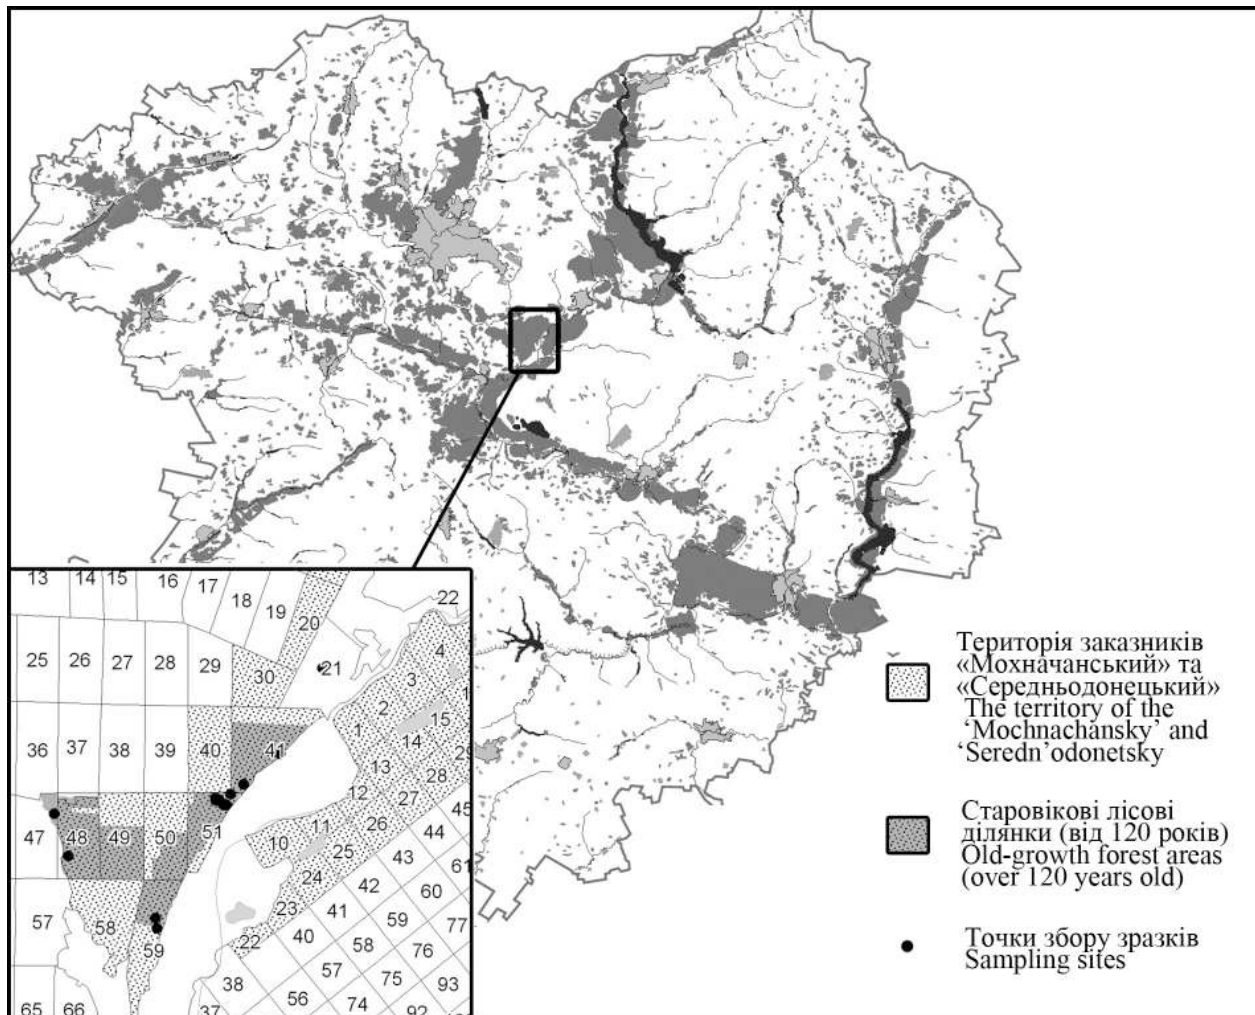 Територія заказників
«Мохначанський» та
«Середньодонецький»
The territory of the
'Mochnachansky' and
'Seredn'odonetsky
Старовікові лісові
ділянки (від 120 років)
Old-growth forest areas
(over 120 years old)
Точки збору зразків
Sampling sites
13 14 15 16 17 18 19 20 22
21
25 26 27 28 29 30
4
3
2
1
15
14
13
29
28
36 37 38 39 40 41
12
27
26
45
44
47 48 49 50 51
10
11
25
43
61
24
42
60
57 58 59
23
41
59
77
22
40
58
76
38
57
75
93
65 66
37
56
74
92